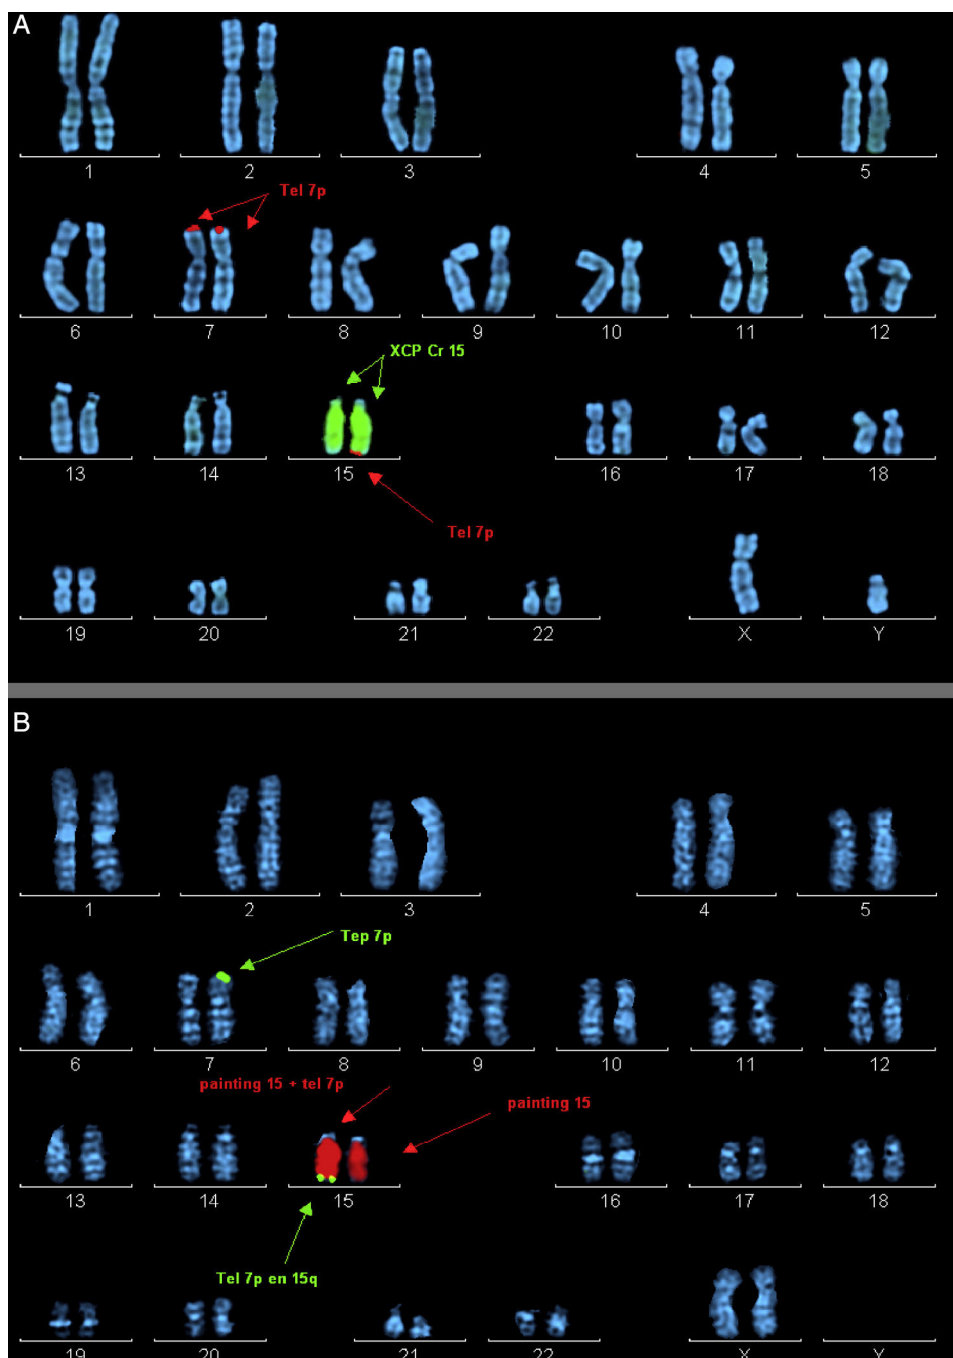 A
1 2 3 4 5
Tel 7p
6 7 8 9 10 11 12
XCP Cr 15
13 14 15 16 17 18
Tel 7p
19 20 21 22 X Y
B
1 2 3 4 5
Tep 7p
6 7 8 9 10 11 12
painting 15 + tel 7p
painting 15
13 14 15 16 17 18
Tel 7p en 15q
19 20 21 22 X Y